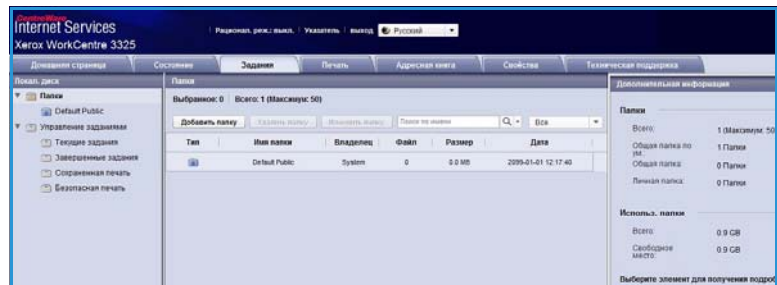 CentreWare
Internet Services
Xerox WorkCentre 3325
Рационал. реж.: выкл. Указатель выход Русский
Домашняя страница Состояние Задания Печать Адресная книга Свойства Техническая поддержка
Локал. диск
Папки
Default Public
Управление заданиями
Текущие задания
Завершенные задания
Сохраненная печать
Безопасная печать
Папки
Выбранное: 0 Всего: 1 (Максимум: 50)
Добавить папку Удалить папку Изменить папку Поиск по имени Все
Тип Имя папки Владелец Файл Размер Дата
Default Public System 0 0.0 MB 2099-01-01 12:17:40
Дополнительная информация
Папки
Всего: 1 (Максимум: 50
Общая папка по ум.: 1 Папки
Общая папка: 0 Папки
Личная папка: 0 Папки
Использ. папки
Всего: 0.9 GB
Свободное место: 0.9 GB
Выберите элемент для получения подроб